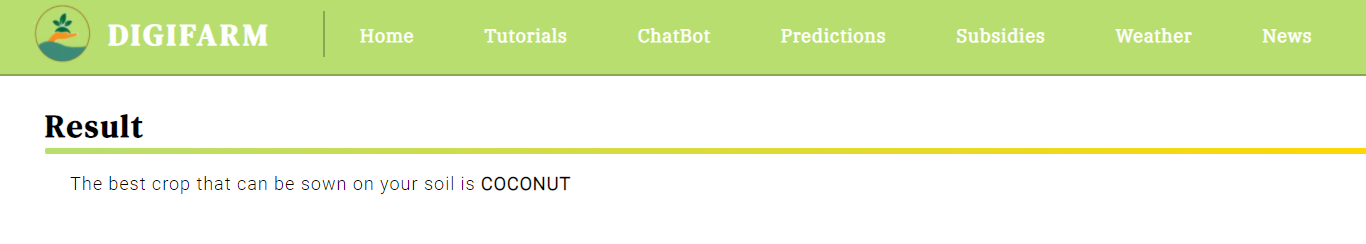 DIGIFARM Home Tutorials ChatBot Predictions Subsidies Weather News
Result
The best crop that can be sown on your soil is COCONUT